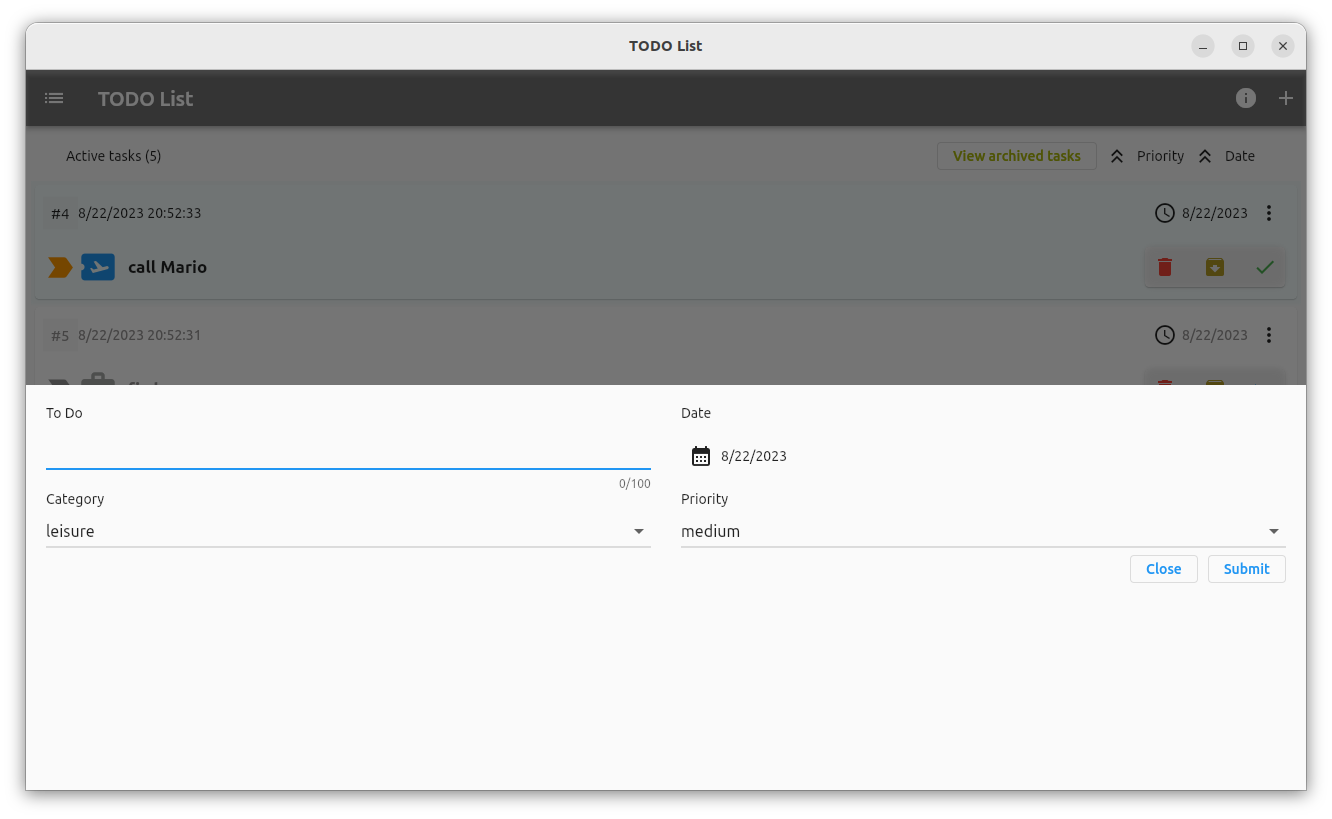 TODO List
TODO List
Active tasks (5)
View archived tasks
Priority
Date
#4 8/22/2023 20:52:33
8/22/2023
call Mario
#5 8/22/2023 20:52:31
8/22/2023
To Do
Date
8/22/2023
0/100
Category
Priority
leisure
medium
Close
Submit